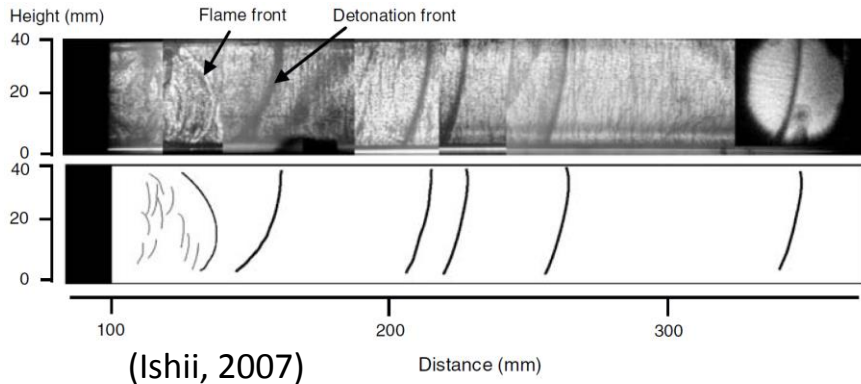 Height (mm)
Flame front
Detonation front
40
20
0
40
20
0
100
200
300
(Ishii, 2007)
Distance (mm)